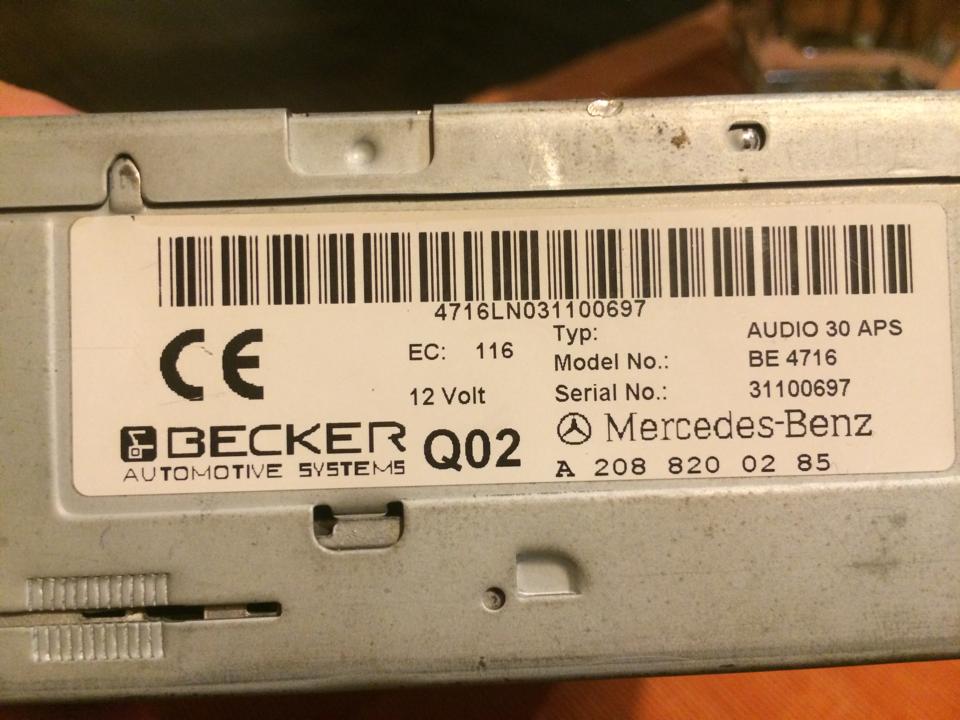 4716LN031100697
EC: 116
12 Volt
Typ: AUDIO 30 APS
Model No.: BE 4716
Serial No.: 31100697
CE
BECKER
AUTOMOTIVE SYSTEMS
Q02
Mercedes-Benz
A 208 820 02 85